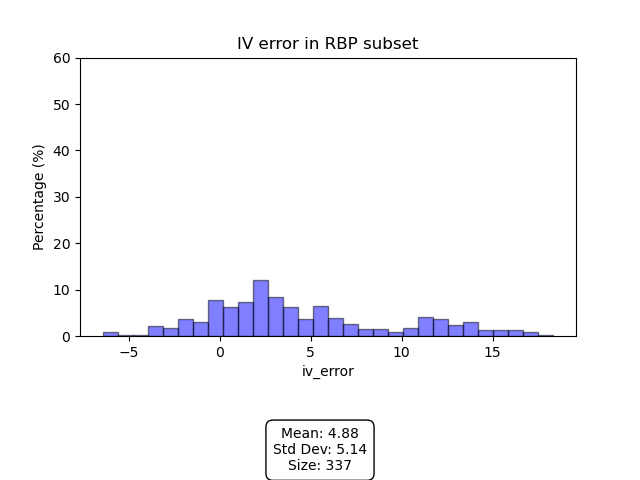 IV error in RBP subset
60
50
40
30
20
10
0
Percentage (%)
−5
0
5
10
15
iv_error
Mean: 4.88
Std Dev: 5.14
Size: 337